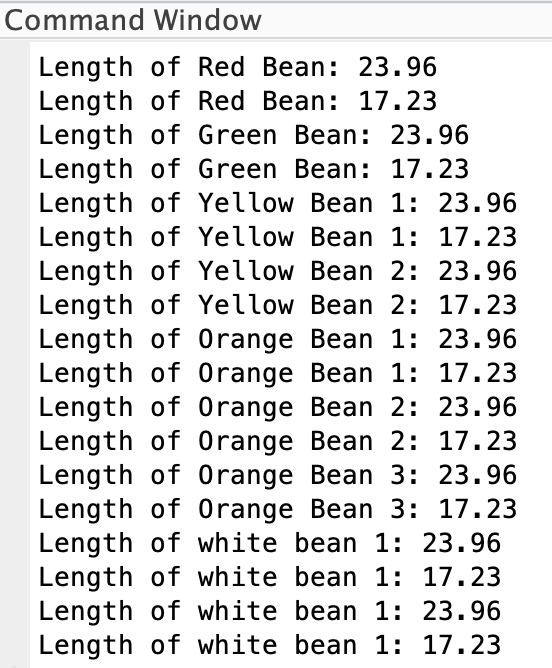 Command Window
Length of Red Bean: 23.96
Length of Red Bean: 17.23
Length of Green Bean: 23.96
Length of Green Bean: 17.23
Length of Yellow Bean 1: 23.96
Length of Yellow Bean 1: 17.23
Length of Yellow Bean 2: 23.96
Length of Yellow Bean 2: 17.23
Length of Orange Bean 1: 23.96
Length of Orange Bean 1: 17.23
Length of Orange Bean 2: 23.96
Length of Orange Bean 2: 17.23
Length of Orange Bean 3: 23.96
Length of Orange Bean 3: 17.23
Length of white bean 1: 23.96
Length of white bean 1: 17.23
Length of white bean 1: 23.96
Length of white bean 1: 17.23